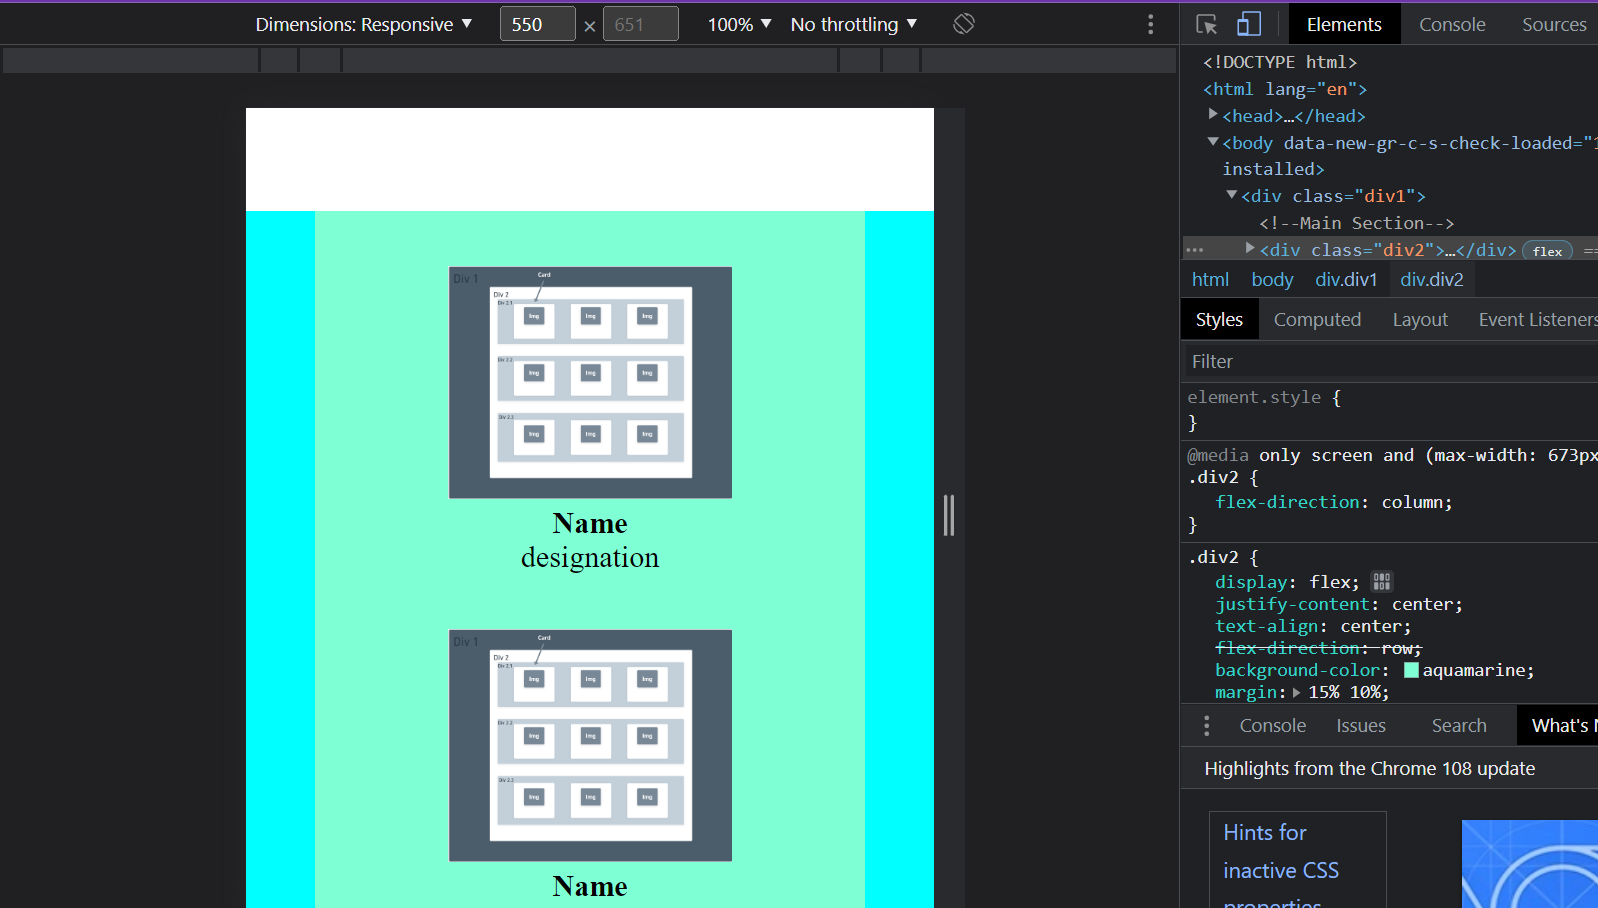 Dimensions: Responsive ▼ 550 × 651 100% ▼ No throttling ▼
Elements Console Sources
<!DOCTYPE html>
<html lang="en">
<head>…</head>
<body data-new-gr-c-s-check-loaded="1
installed>
<div class="div1">
<!--Main Section-->
<div class="div2">…</div> flex ==
html body div.div1 div.div2
Styles Computed Layout Event Listeners
Filter
element.style {
}
@media only screen and (max-width: 673px
.div2 {
flex-direction: column;
}
.div2 {
display: flex;
justify-content: center;
text-align: center;
flex-direction: row;
background-color: aquamarine;
margin: 15% 10%;
Console Issues Search What's N
Highlights from the Chrome 108 update
Hints for
inactive CSS
properties
Div 1 Card
Div 2
Div 2.1
Img Img Img
Div 2.2
Img Img Img
Div 2.3
Img Img Img
Name
designation
Div 1 Card
Div 2
Div 2.1
Img Img Img
Div 2.2
Img Img Img
Div 2.3
Img Img Img
Name